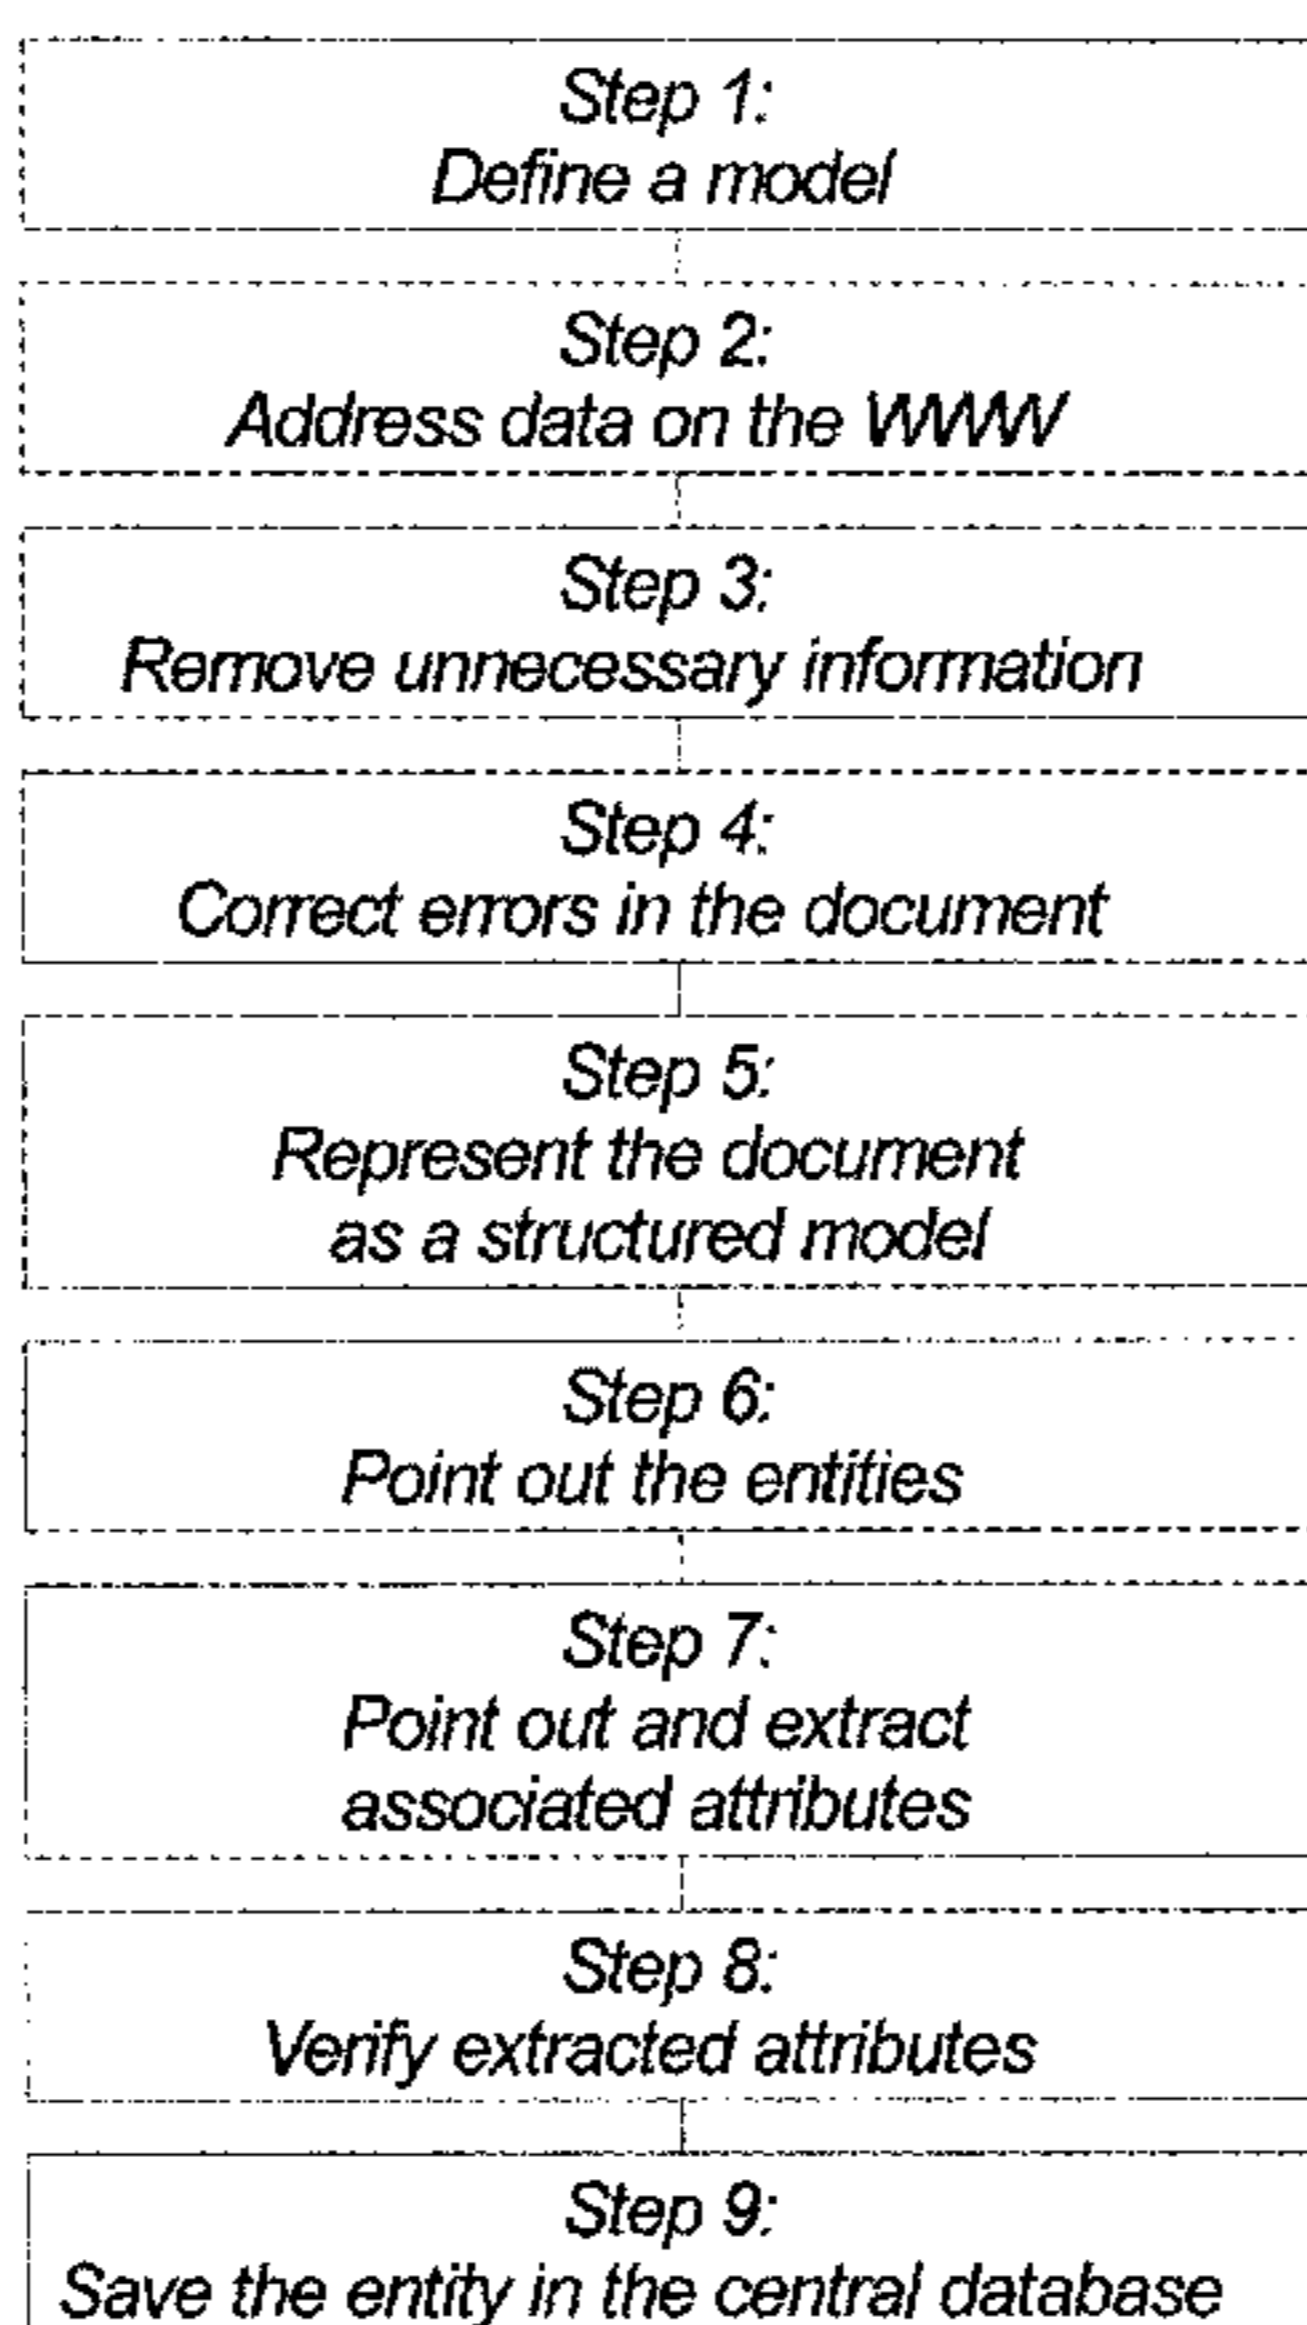 Step 1:
Define a model
Step 2:
Address data on the WWW
Step 3:
Remove unnecessary information
Step 4:
Correct errors in the document
Step 5:
Represent the document
as a structured model
Step 6:
Point out the entities
Step 7:
Point out and extract
associated attributes
Step 8:
Verify extracted attributes
Step 9:
Save the entity in the central database